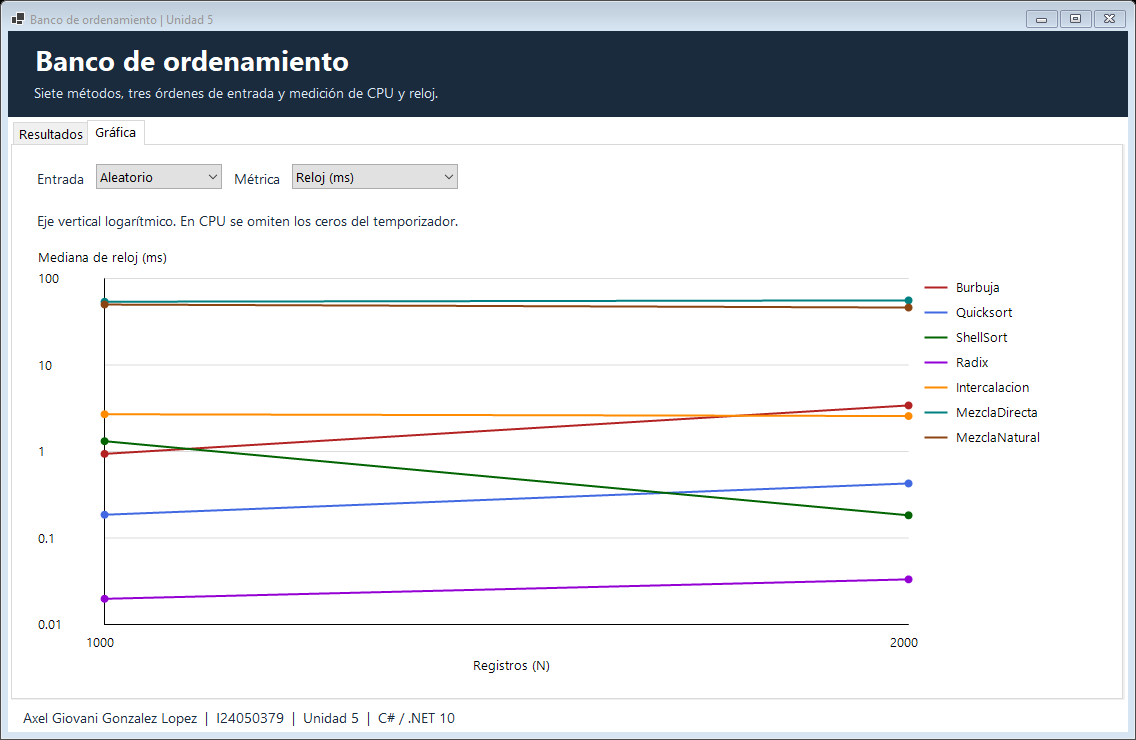 Banco de ordenamiento | Unidad 5
Banco de ordenamiento
Siete métodos, tres órdenes de entrada y medición de CPU y reloj.
Resultados
Gráfica
Entrada
Aleatorio
Métrica
Reloj (ms)
Eje vertical logarítmico. En CPU se omiten los ceros del temporizador.
Mediana de reloj (ms)
100
10
1
0.1
0.01
1000
2000
Registros (N)
Burbuja
Quicksort
ShellSort
Radix
Intercalacion
MezclaDirecta
MezclaNatural
Axel Giovani Gonzalez Lopez | I24050379 | Unidad 5 | C# / .NET 10